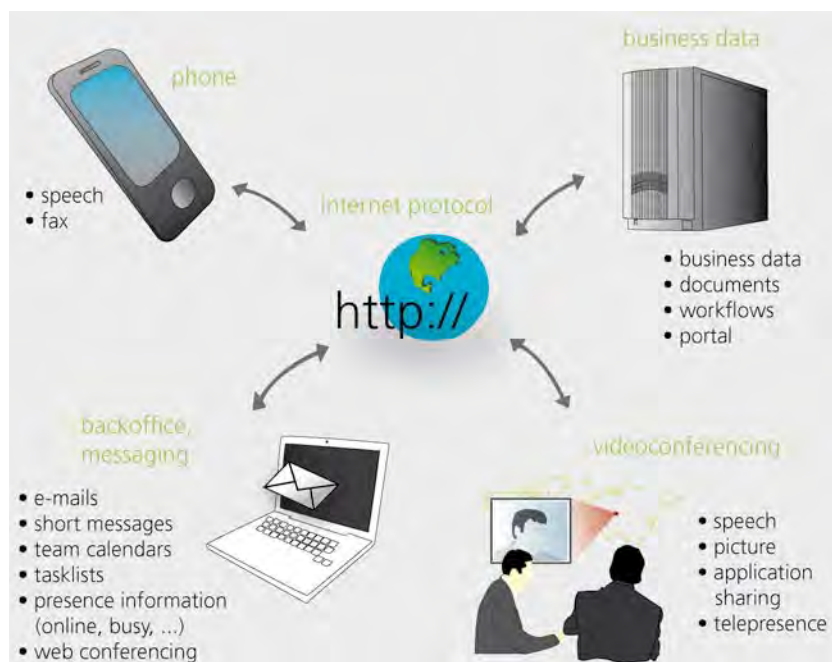 phone
• speech
• fax
business data
• business data
• documents
• workflows
• portal
internet protocol
http://
backoffice,
messaging
• e-mails
• short messages
• team calendars
• tasklists
• presence information
(online, busy, ...)
• web conferencing
videoconferencing
• speech
• picture
• application
sharing
• telepresence